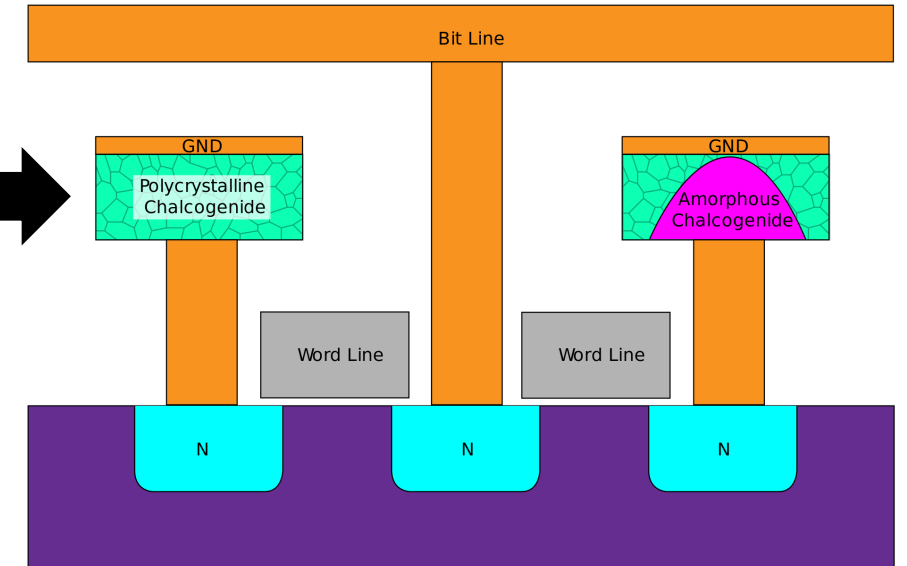 Bit Line
GND
GND
Polycrystalline
Chalcogenide
Amorphous
Chalcogenide
Word Line
Word Line
N
N
N